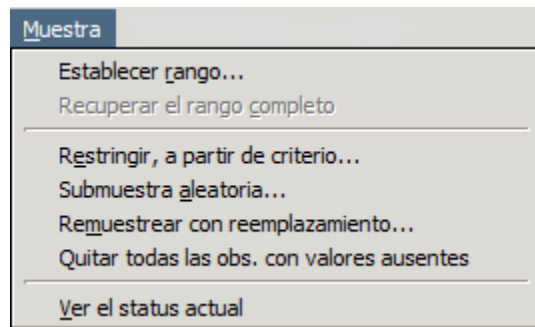 Muestra
Establecer rango...
Recuperar el rango completo
Restringir, a partir de criterio...
Submuestra aleatoria...
Remuestrear con reemplazamiento...
Quitar todas las obs. con valores ausentes
Ver el status actual